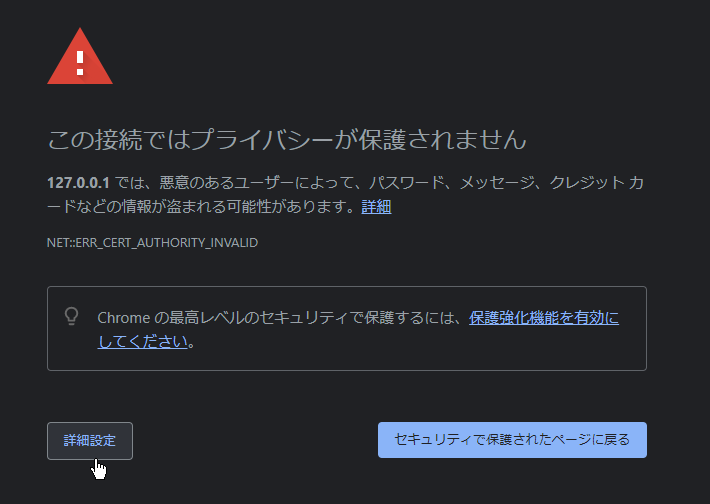 この接続ではプライバシーが保護されません
127.0.0.1 では、悪意のあるユーザーによって、パスワード、メッセージ、クレジット カ
ードなどの情報が盗まれる可能性があります。詳細
NET::ERR_CERT_AUTHORITY_INVALID
Chrome の最高レベルのセキュリティで保護するには、保護強化機能を有効に
してください。
詳細設定
セキュリティで保護されたページに戻る